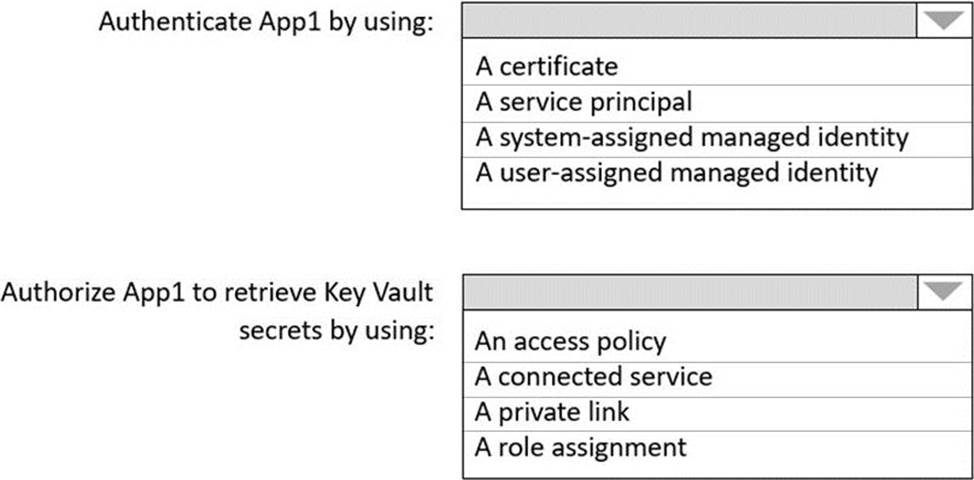 Authenticate App1 by using:
A certificate
A service principal
A system-assigned managed identity
A user-assigned managed identity
Authorize App1 to retrieve Key Vault
secrets by using:
An access policy
A connected service
A private link
A role assignment